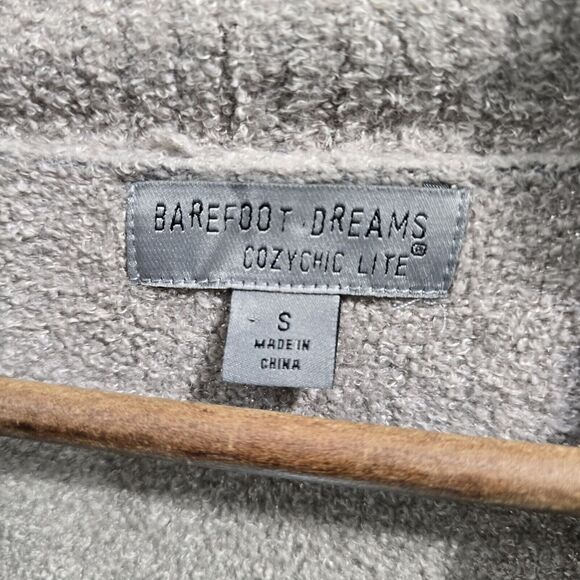 BAREFOOT DREAMS
COZYCHIC LITE®
S
MADE IN
CHINA